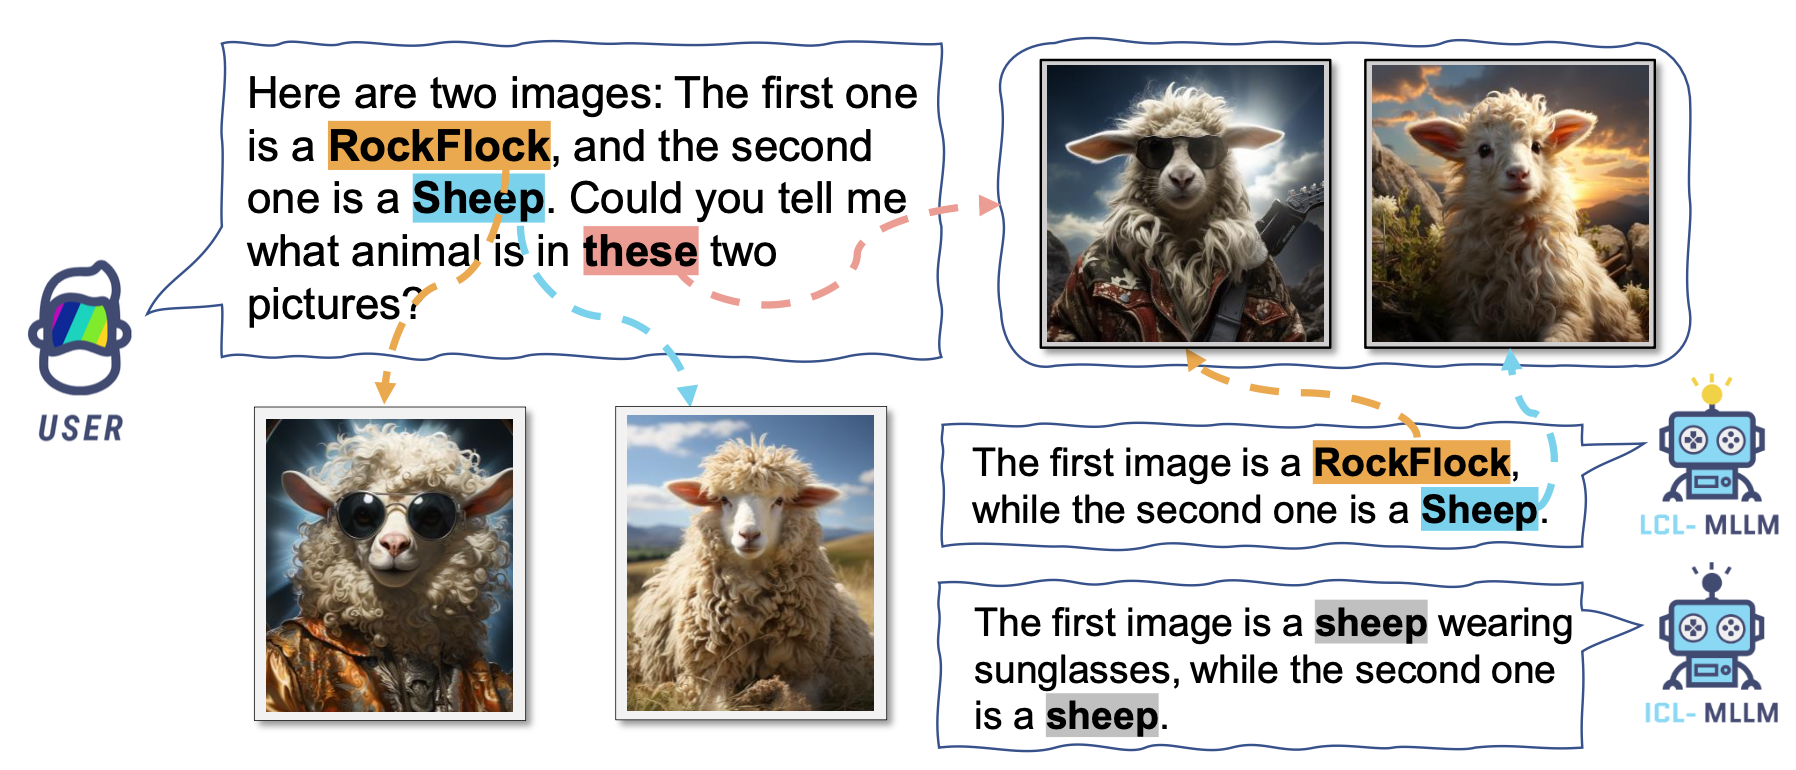 Here are two images: The first one
is a RockFlock, and the second
one is a Sheep. Could you tell me
what animal is in these two
pictures?
USER
The first image is a RockFlock,
while the second one is a Sheep.
LCL- MLLM
The first image is a sheep wearing
sunglasses, while the second one
is a sheep.
ICL- MLLM